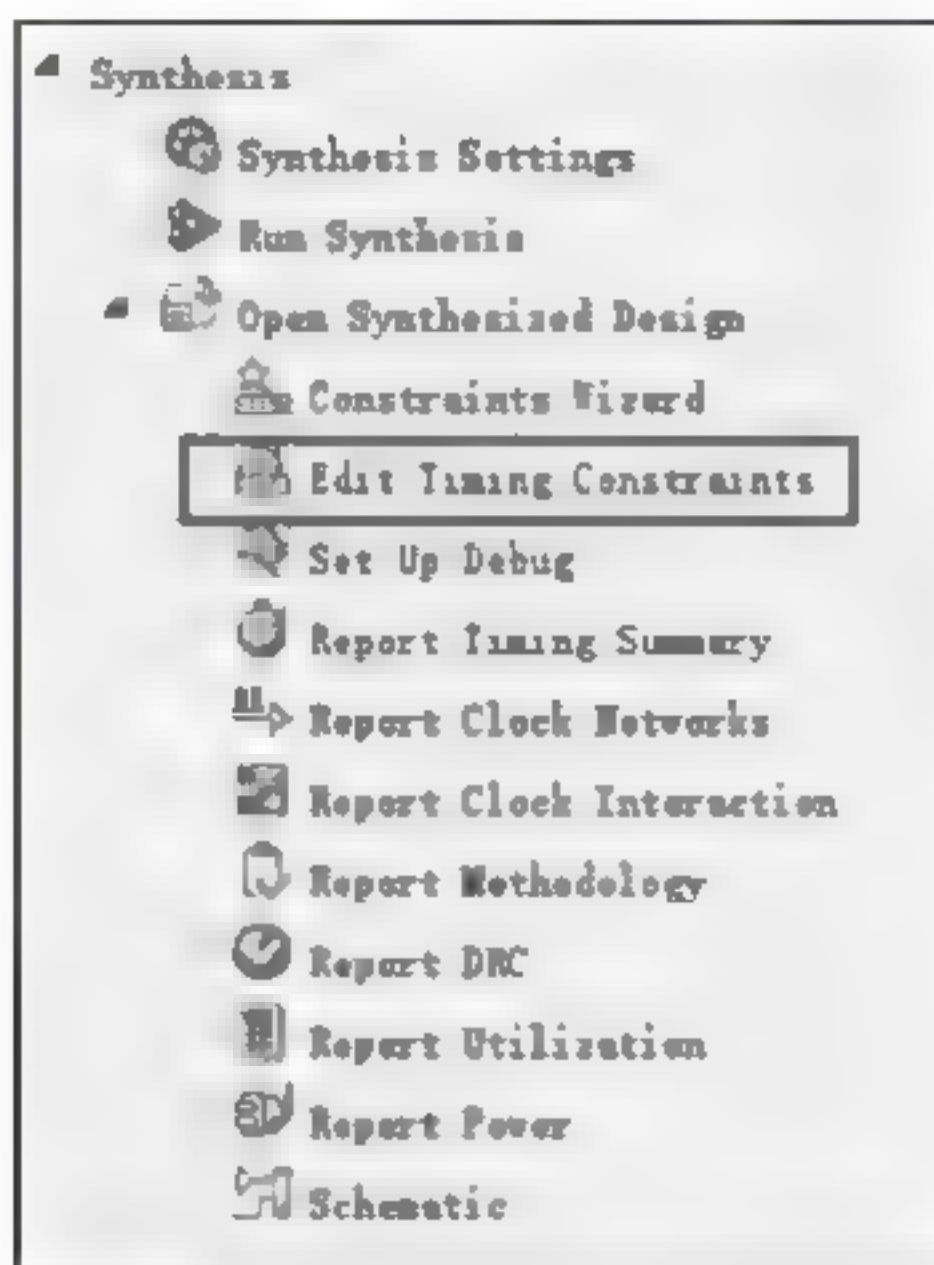 Synthesis
Synthesis Settings
Run Synthesis
Open Synthesized Design
Constraints Wizard
Edit Timing Constraints
Set Up Debug
Report Timing Summary
Report Clock Networks
Report Clock Interaction
Report Methodology
Report DRC
Report Utilization
Report Power
Schematic